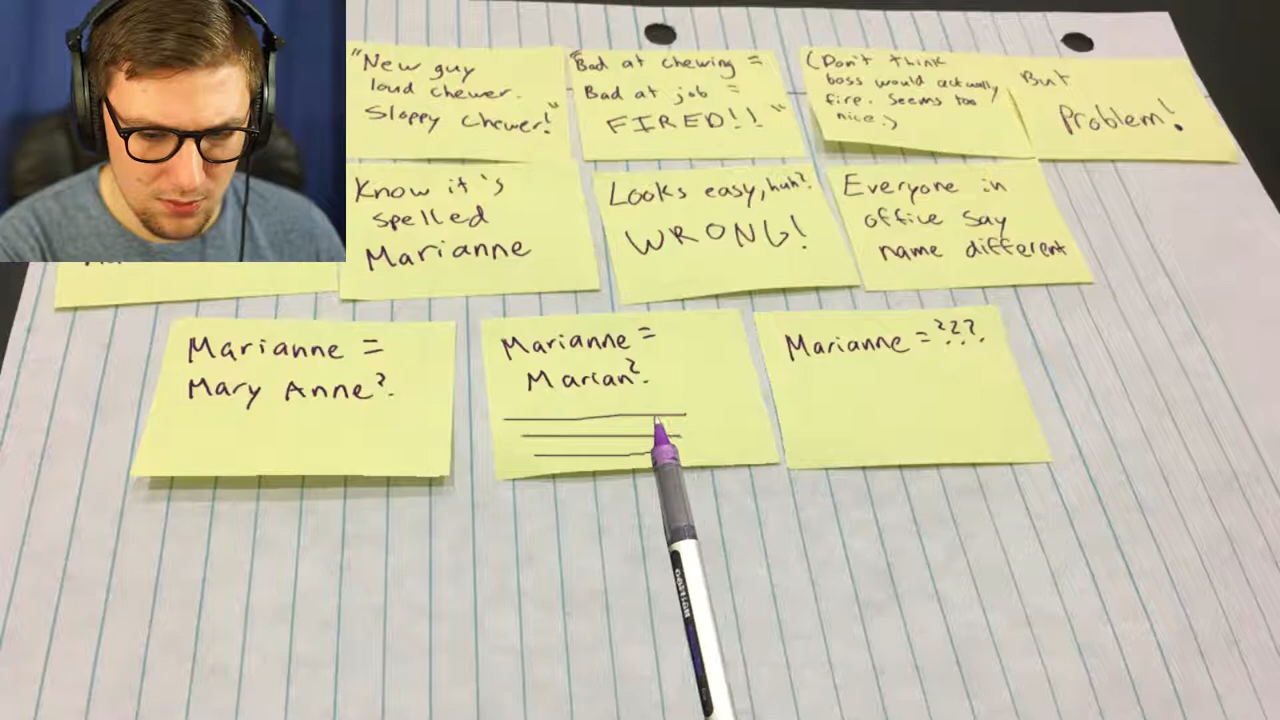 "New guy
loud chewer.
Sloppy chewer!"
"Bad at chewing =
Bad at job =
FIRED!! "
(Don't think
boss would actually
fire. Seems too
nice.)
But
Problem!
Know it's
spelled
Marianne
Looks easy, huh?
WRONG!
Everyone in
office say
name different
Marianne =
Mary Anne?
Marianne =
Marian?
Marianne = ???